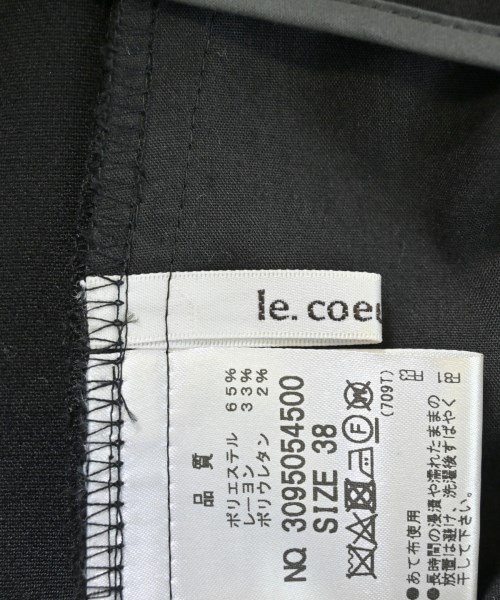 le. coeu
品質
ポリエステル 65%
レーヨン 33%
ポリウレタン 2%
NO. 3095054500
SIZE 38
(709T)
●あて布使用
●長時間の浸漬や濡れたままの
放置は避け、洗濯後すばやく
干して下さい。